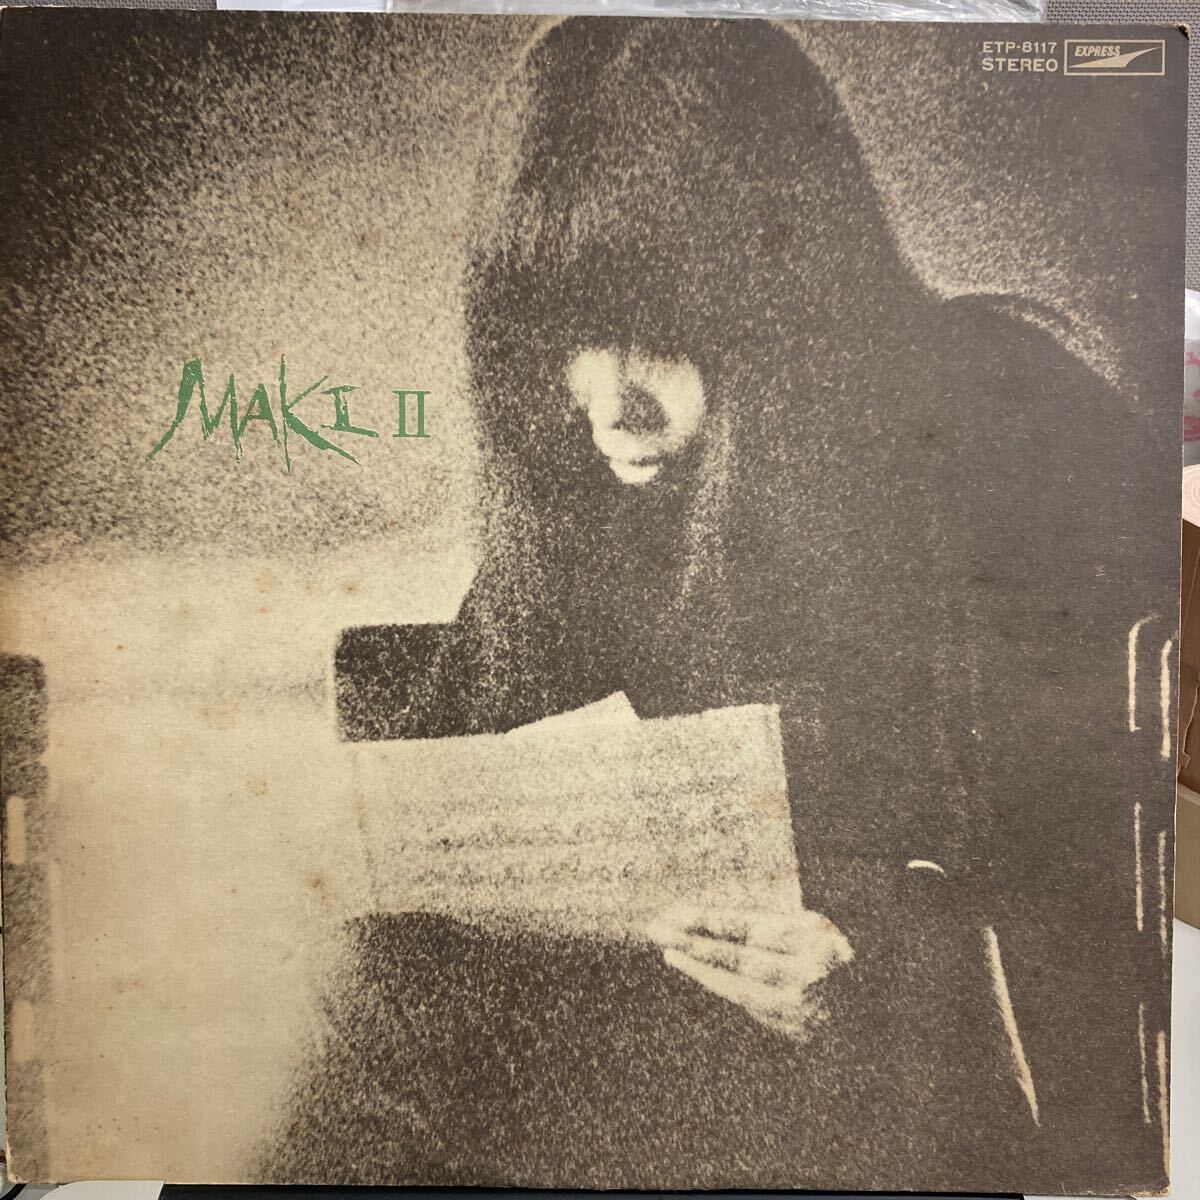 ETP-8117
STEREO
EXPRESS
MAKI II